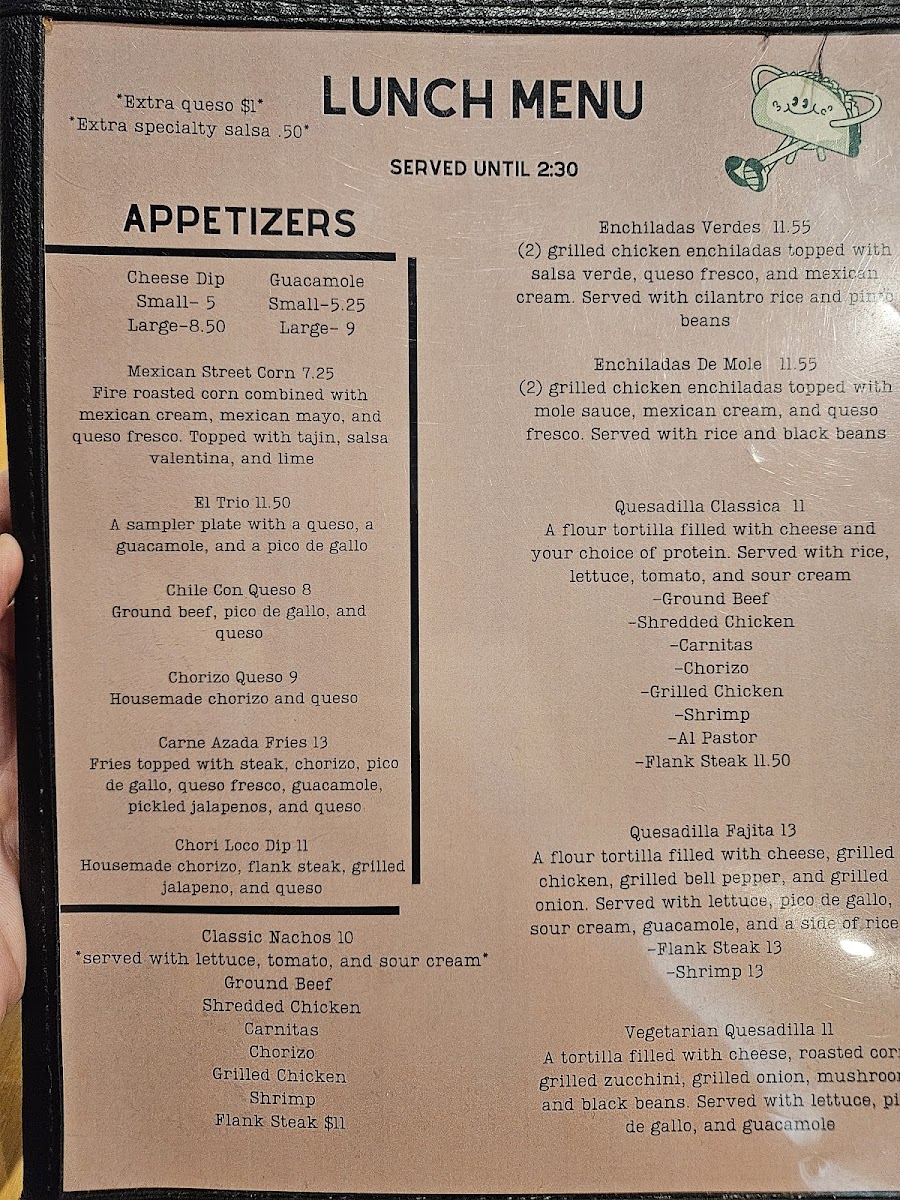 *Extra queso $1*
*Extra specialty salsa .50*
LUNCH MENU
SERVED UNTIL 2:30
APPETIZERS
Cheese Dip
Small- 5
Large-8.50
Guacamole
Small-5.25
Large- 9
Mexican Street Corn 7.25
Fire roasted corn combined with
mexican cream, mexican mayo, and
queso fresco. Topped with tajin, salsa
valentina, and lime
El Trio 11.50
A sampler plate with a queso, a
guacamole, and a pico de gallo
Chile Con Queso 8
Ground beef, pico de gallo, and
queso
Chorizo Queso 9
Housemade chorizo and queso
Carne Azada Fries 13
Fries topped with steak, chorizo, pico
de gallo, queso fresco, guacamole,
pickled jalapenos, and queso
Chori Loco Dip 11
Housemade chorizo, flank steak, grilled
jalapeno, and queso
Classic Nachos 10
*served with lettuce, tomato, and sour cream*
Ground Beef
Shredded Chicken
Carnitas
Chorizo
Grilled Chicken
Shrimp
Flank Steak $11
Enchiladas Verdes 11.55
(2) grilled chicken enchiladas topped with
salsa verde, queso fresco, and mexican
cream. Served with cilantro rice and pinto
beans
Enchiladas De Mole 11.55
(2) grilled chicken enchiladas topped with
mole sauce, mexican cream, and queso
fresco. Served with rice and black beans
Quesadilla Classica 11
A flour tortilla filled with cheese and
your choice of protein. Served with rice,
lettuce, tomato, and sour cream
-Ground Beef
-Shredded Chicken
-Carnitas
-Chorizo
-Grilled Chicken
-Shrimp
-Al Pastor
-Flank Steak 11.50
Quesadilla Fajita 13
A flour tortilla filled with cheese, grilled
chicken, grilled bell pepper, and grilled
onion. Served with lettuce, pico de gallo,
sour cream, guacamole, and a side of rice
-Flank Steak 13
-Shrimp 13
Vegetarian Quesadilla 11
A tortilla filled with cheese, roasted
grilled zucchini, grilled onion,
and black beans. Served with lettuce,
de gallo, and guacamole